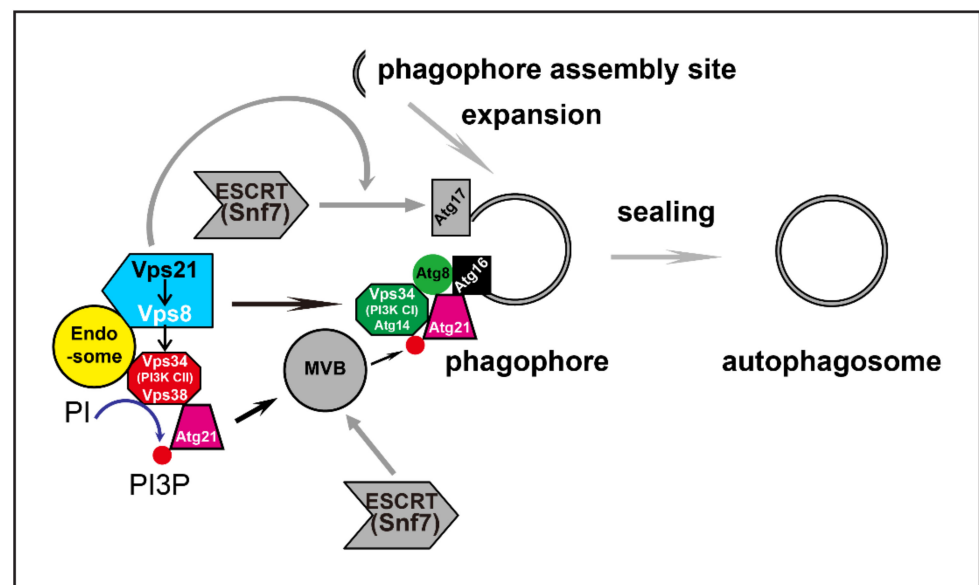 phagophore assembly site
expansion
ESCRT
(Snf7)
Atg17
sealing
Vps21
Vps8
Atg8
Atg16
Vps34
(PI3K CI)
Atg14
Atg21
Endo
-some
Vps34
(PI3K CII)
Vps38
MVB
phagophore
autophagosome
PI
Atg21
PI3P
ESCRT
(Snf7)